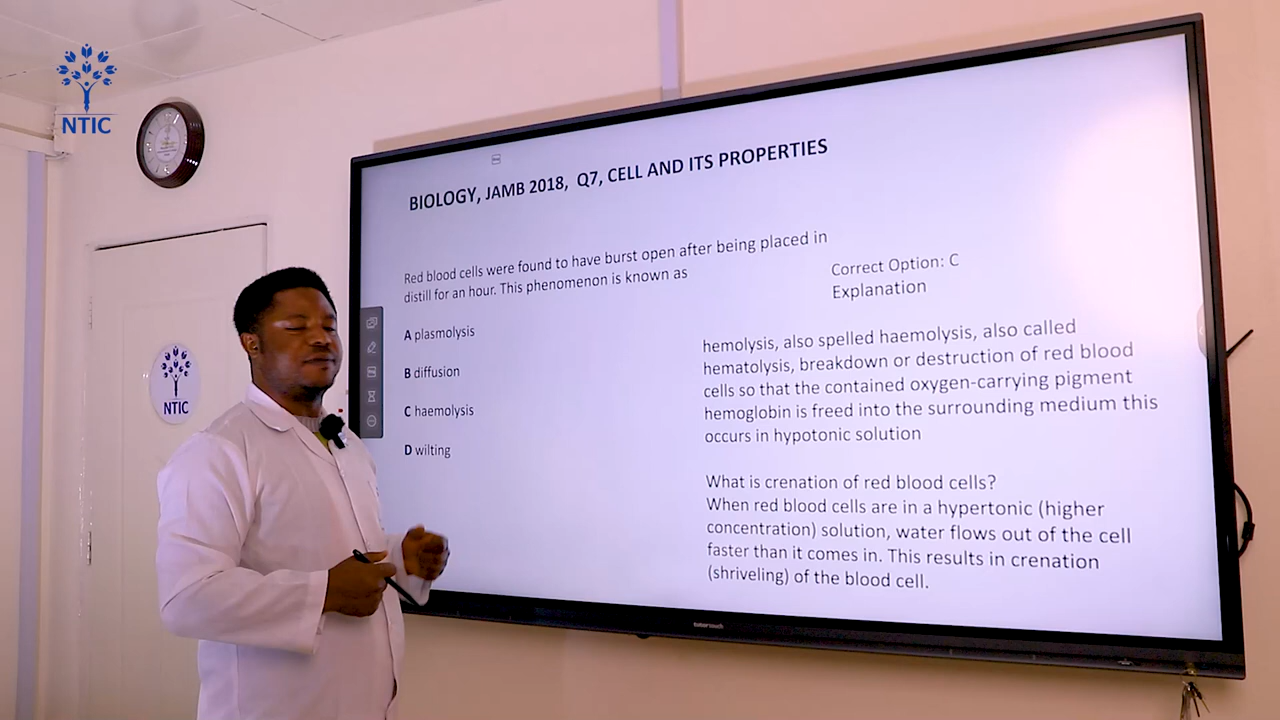 NTIC
BIOLOGY, JAMB 2018, Q7, CELL AND ITS PROPERTIES
Red blood cells were found to have burst open after being placed in
distill for an hour. This phenomenon is known as
A plasmolysis
B diffusion
C haemolysis
D wilting
Correct Option: C
Explanation
hemolysis, also spelled haemolysis, also called
hematolysis, breakdown or destruction of red blood
cells so that the contained oxygen-carrying pigment
hemoglobin is freed into the surrounding medium this
occurs in hypotonic solution
What is crenation of red blood cells?
When red blood cells are in a hypertonic (higher
concentration) solution, water flows out of the cell
faster than it comes in. This results in crenation
(shriveling) of the blood cell.
NTIC